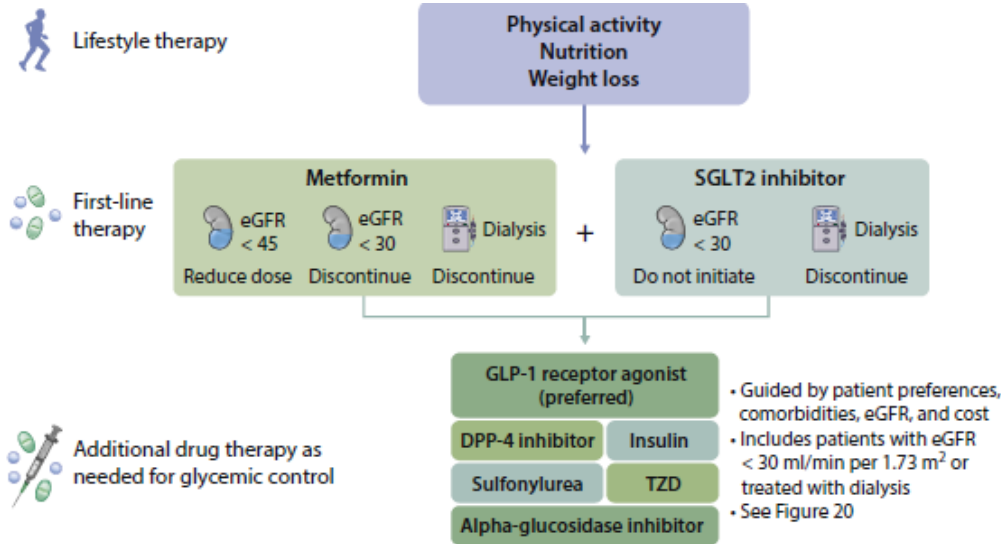 Lifestyle therapy
Physical activity
Nutrition
Weight loss
First-line
therapy
Metformin
eGFR
< 45
Reduce dose
eGFR
< 30
Discontinue
Dialysis
Discontinue
+
SGLT2 inhibitor
eGFR
< 30
Do not initiate
Dialysis
Discontinue
Additional drug therapy as
needed for glycemic control
GLP-1 receptor agonist
(preferred)
DPP-4 inhibitor
Insulin
Sulfonylurea
TZD
Alpha-glucosidase inhibitor
• Guided by patient preferences,
comorbidities, eGFR, and cost
• Includes patients with eGFR
< 30 ml/min per 1.73 m² or
treated with dialysis
• See Figure 20